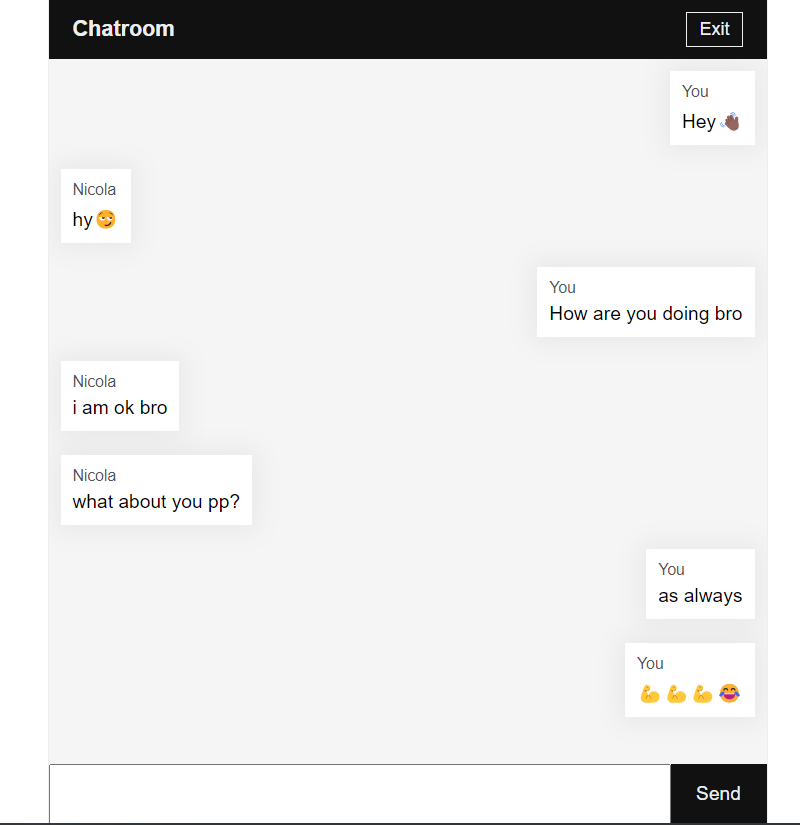 Chatroom
Exit
You
Hey👋🏾
Nicola
hy😏
You
How are you doing bro
Nicola
i am ok bro
Nicola
what about you pp?
You
as always
You
💪💪💪😂
Send